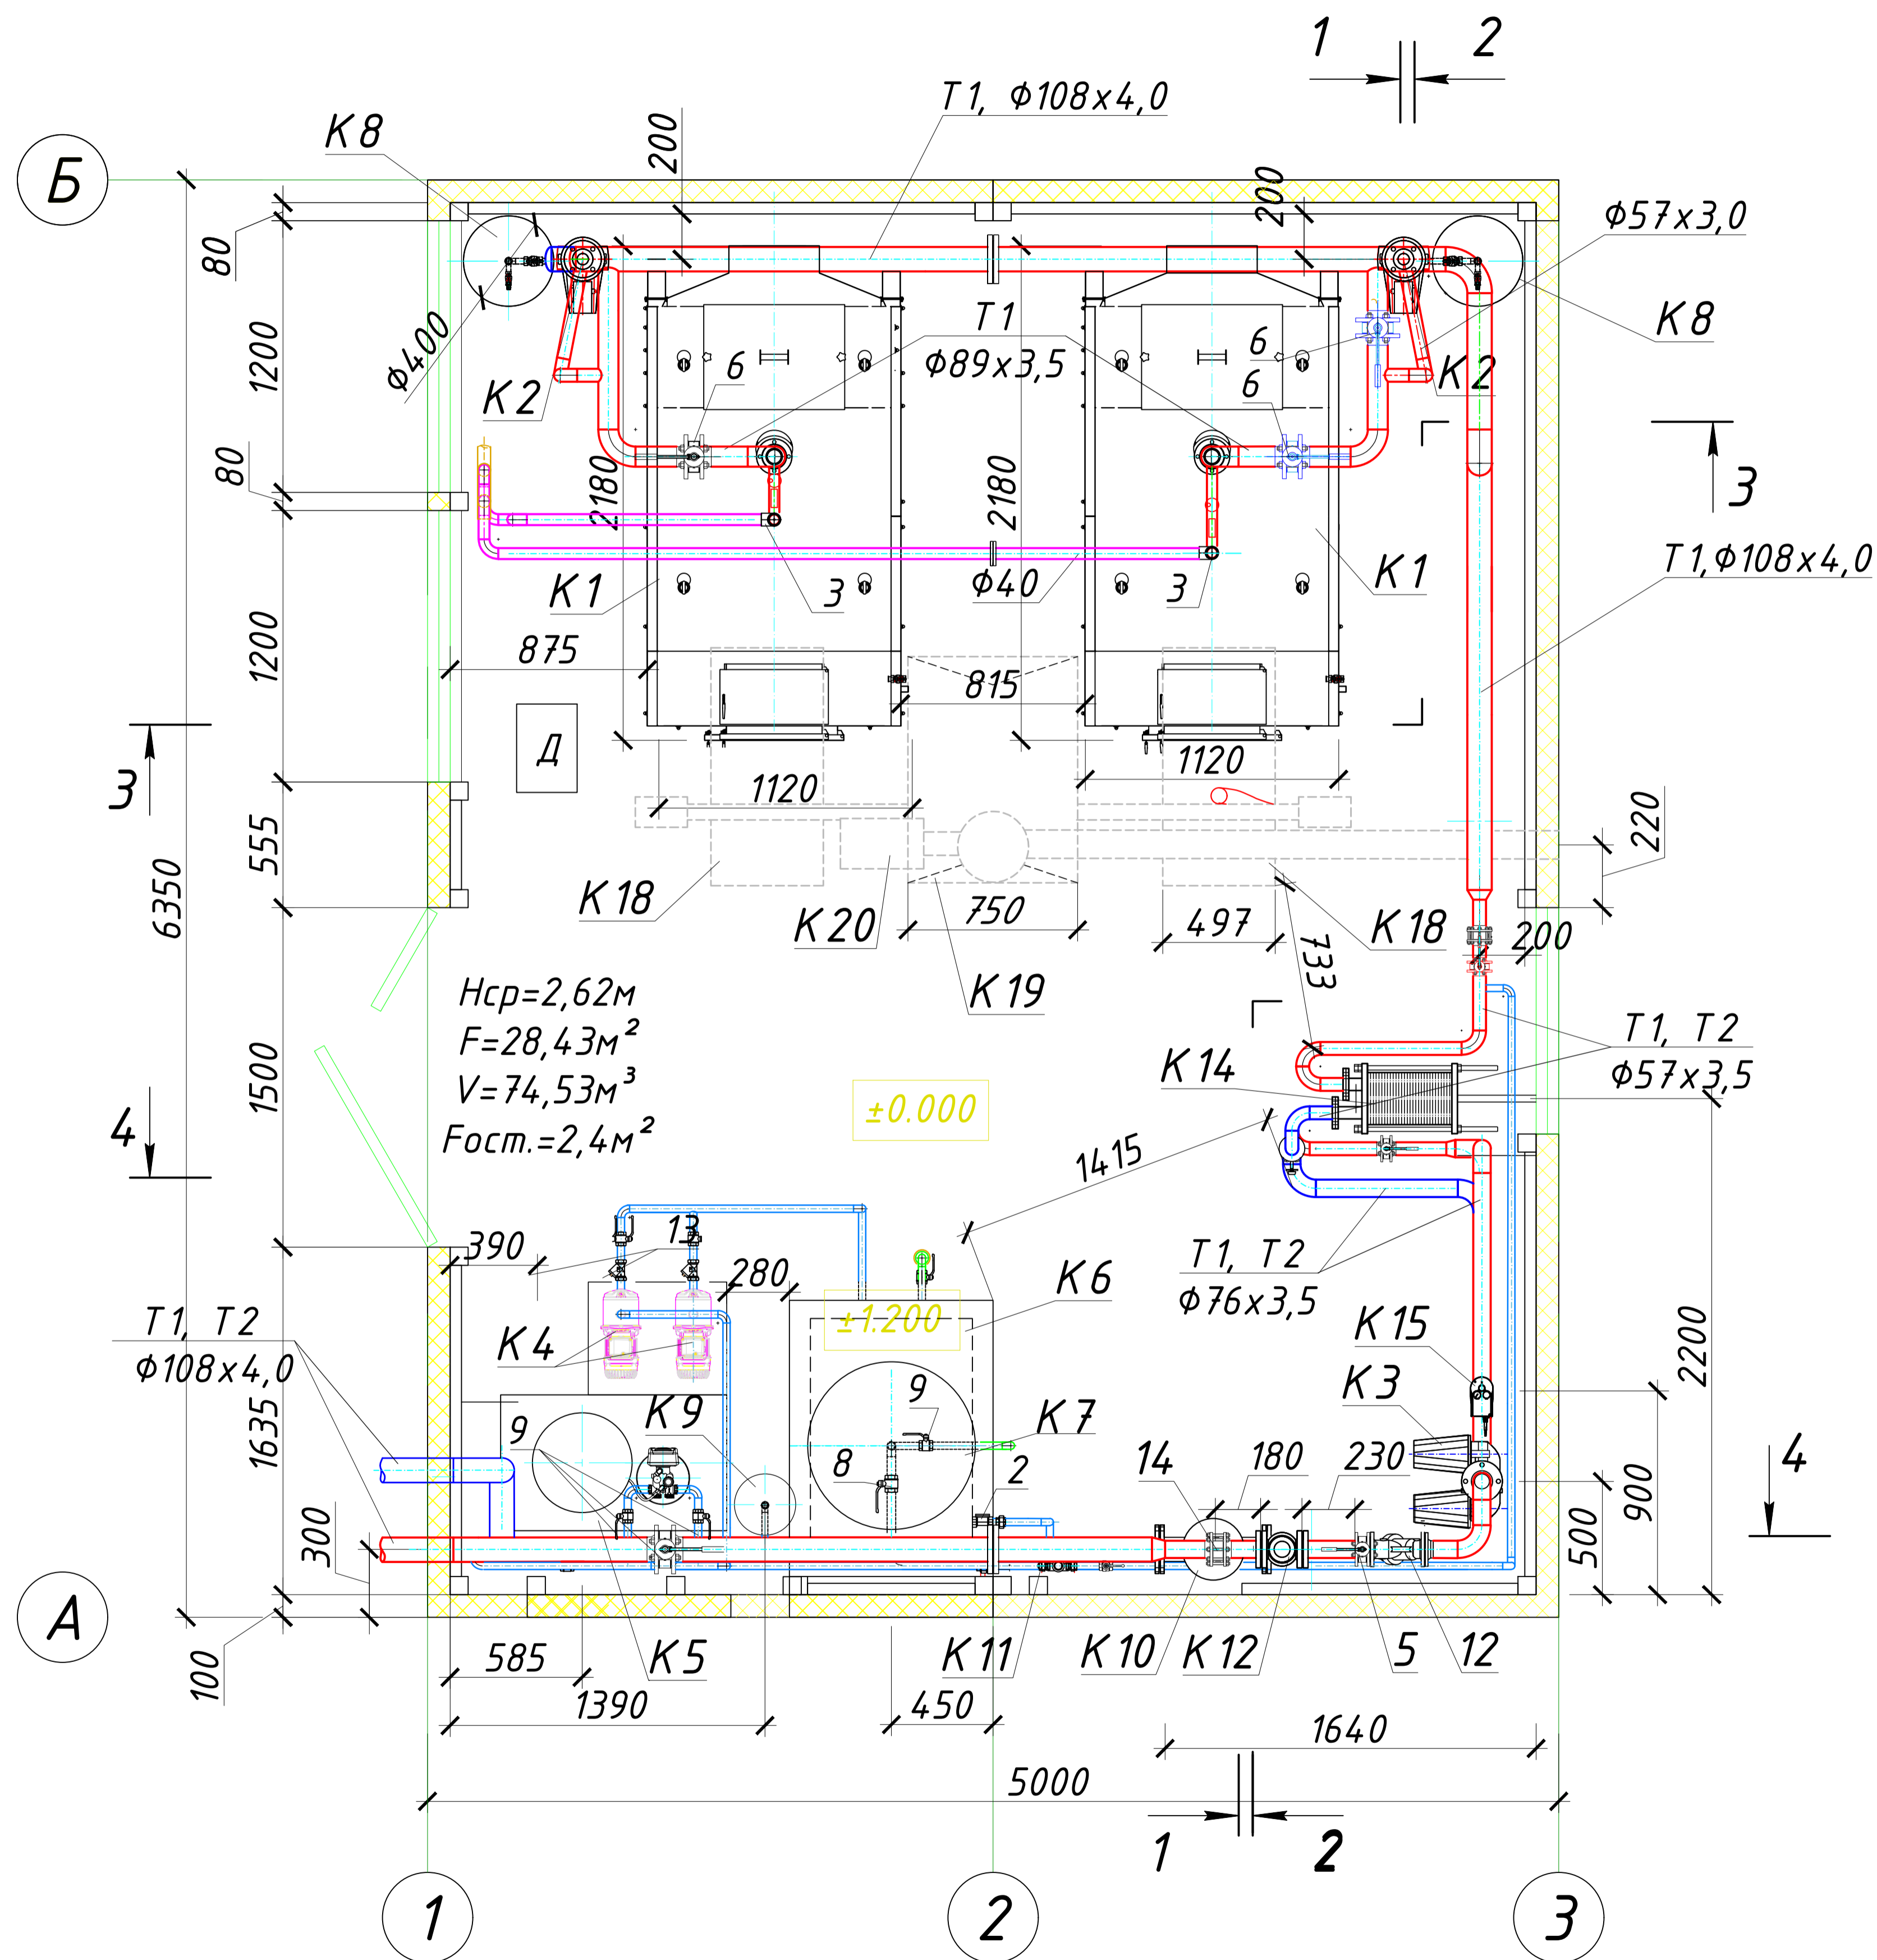 1 2
Т1, ф108х4,0
К8
200
Б
200
ф57х3,0
80
ф400
1200
Т1
ф89х3,5
6
6
6
К8
К2
К2
80
2180
2180
3
Т1,ф108х4,0
К1
3
ф40
3
К1
1200
875
815
Д
1120
1120
3
555
220
6350
К18
К20
750
497
К18
200
733
К19
Нср=2,62м
F=28,43м²
V=74,53м³
Fост.=2,4м²
±0.000
Т1, Т2
ф57х3,5
К14
1500
4
1415
390
13
280
К6
Т1, Т2
ф76х3,5
±1.200
Т1, Т2
ф108х4,0
К4
К15
2200
К3
1635
9
К9
9
К7
8
2
14
180
230
4
900
500
300
А
100
585
К5
К11
К10
К12
5
12
1390
450
1640
5000
1 2
1
2
3